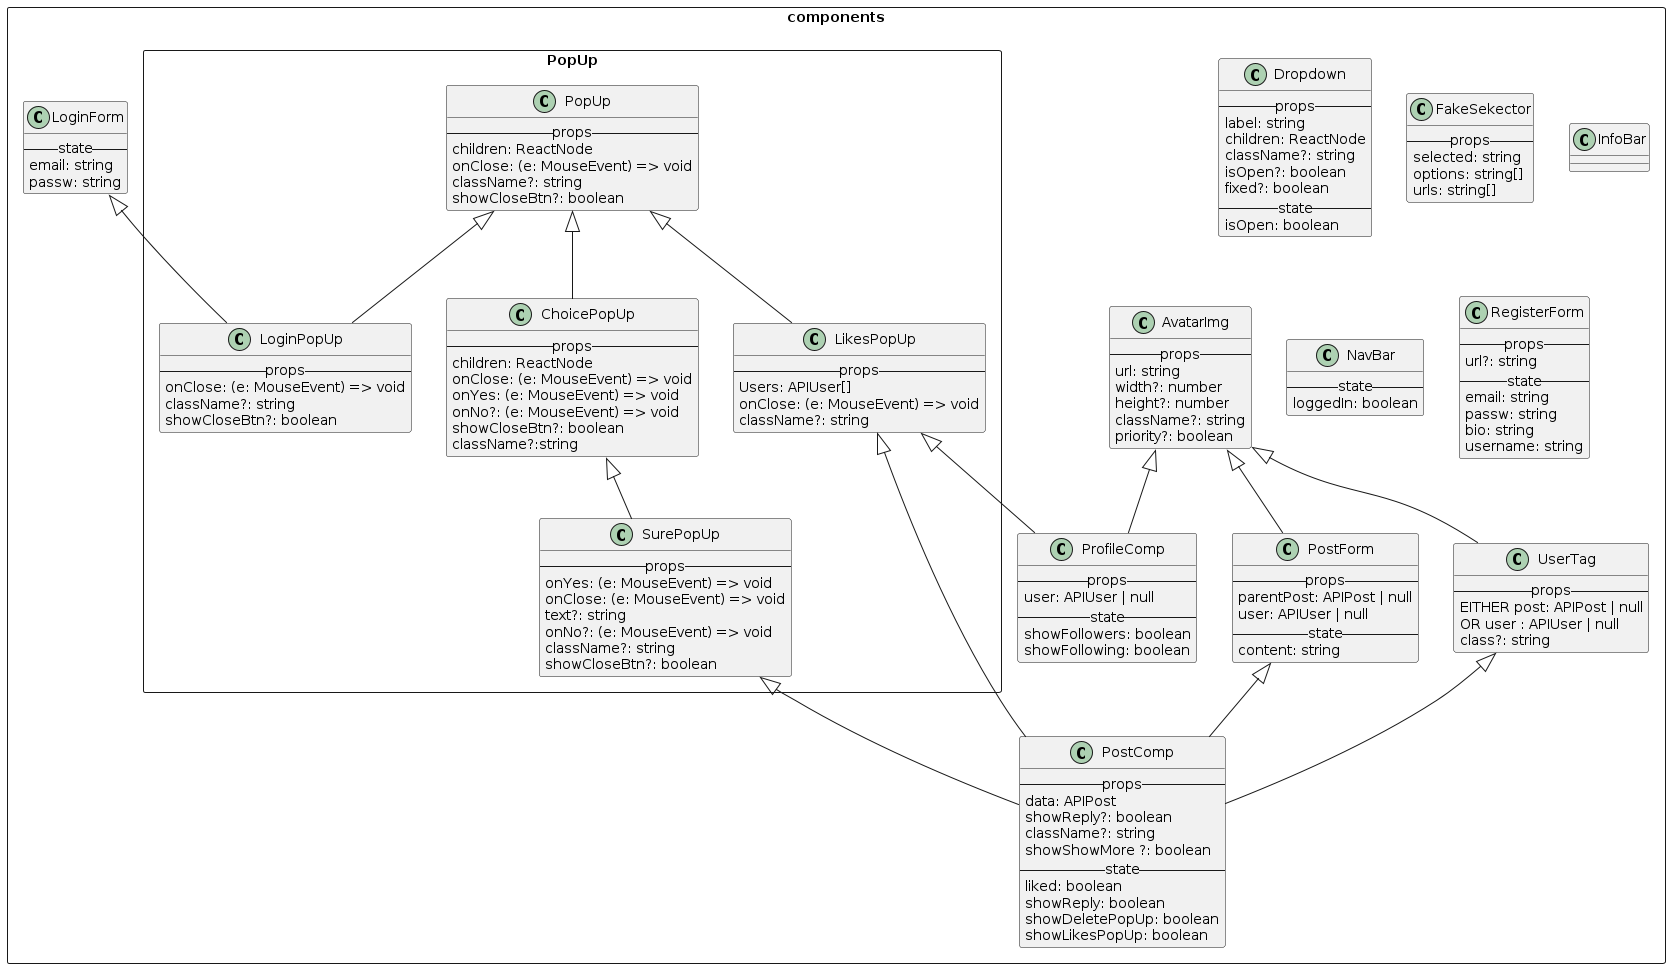 components
PopUp
C LoginForm
state
email: string
passw: string
C PopUp
props
children: ReactNode
onClose: (e: MouseEvent) => void
className?: string
showCloseBtn?: boolean
C Dropdown
props
label: string
children: ReactNode
className?: string
isOpen?: boolean
fixed?: boolean
state
isOpen: boolean
C FakeSekector
props
selected: string
options: string[]
urls: string[]
C InfoBar
C LoginPopUp
props
onClose: (e: MouseEvent) => void
className?: string
showCloseBtn?: boolean
C ChoicePopUp
props
children: ReactNode
onClose: (e: MouseEvent) => void
onYes: (e: MouseEvent) => void
onNo?: (e: MouseEvent) => void
showCloseBtn?: boolean
className?:string
C LikesPopUp
props
Users: APIUser[]
onClose: (e: MouseEvent) => void
className?: string
C AvatarImg
props
url: string
width?: number
height?: number
className?: string
priority?: boolean
C NavBar
state
loggedIn: boolean
C RegisterForm
props
url?: string
state
email: string
passw: string
bio: string
username: string
C SurePopUp
props
onYes: (e: MouseEvent) => void
onClose: (e: MouseEvent) => void
text?: string
onNo?: (e: MouseEvent) => void
className?: string
showCloseBtn?: boolean
C ProfileComp
props
user: APIUser | null
state
showFollowers: boolean
showFollowing: boolean
C PostForm
props
parentPost: APIPost | null
user: APIUser | null
state
content: string
C UserTag
props
EITHER post: APIPost | null
OR user : APIUser | null
class?: string
C PostComp
props
data: APIPost
showReply?: boolean
className?: string
showShowMore ?: boolean
state
liked: boolean
showReply: boolean
showDeletePopUp: boolean
showLikesPopUp: boolean